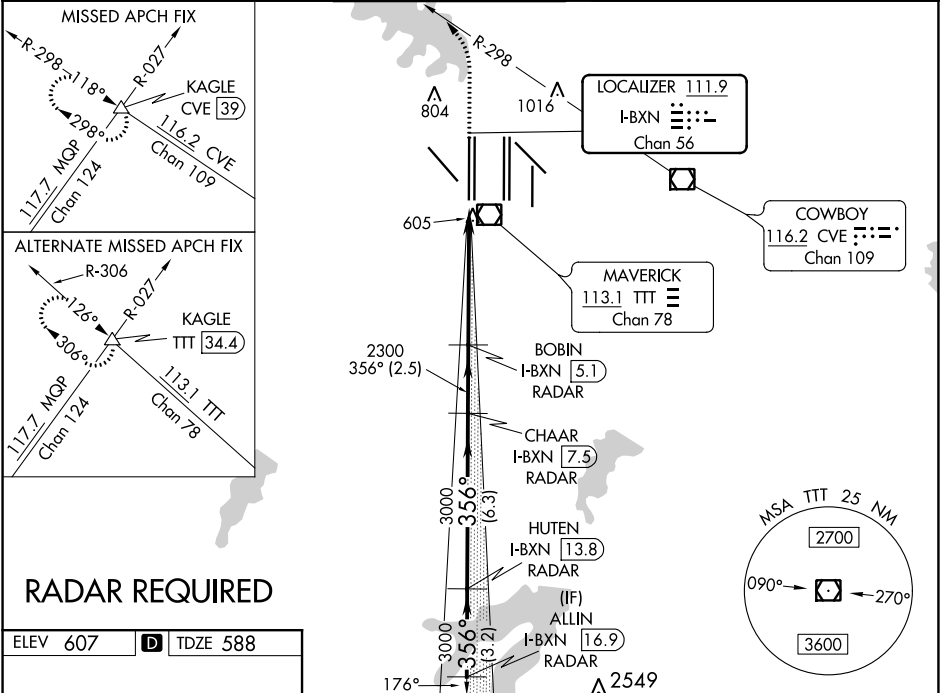 MISSED APCH FIX
R-298
R-027
118°
298°
KAGLE
CVE 39
116.2 CVE
Chan 109
117.7 MQP
Chan 124
ALTERNATE MISSED APCH FIX
R-306
R-027
126°
306°
KAGLE
TTT 34.4
113.1 TTT
Chan 78
117.7 MQP
Chan 124
RADAR REQUIRED
ELEV 607 D TDZE 588
R-298
804
1016
LOCALIZER 111.9
I-BXN
Chan 56
COWBOY
116.2 CVE
Chan 109
605
MAVERICK
113.1 TTT
Chan 78
2300
356° (2.5)
BOBIN
I-BXN 5.1
RADAR
CHAAR
I-BXN 7.5
RADAR
3000
356°
(6.3)
HUTEN
I-BXN 13.8
RADAR
(IF)
ALLIN
I-BXN 16.9
RADAR
3000
356°
(3.2)
176°
2549
MSA TTT 25 NM
2700
090°
270°
3600